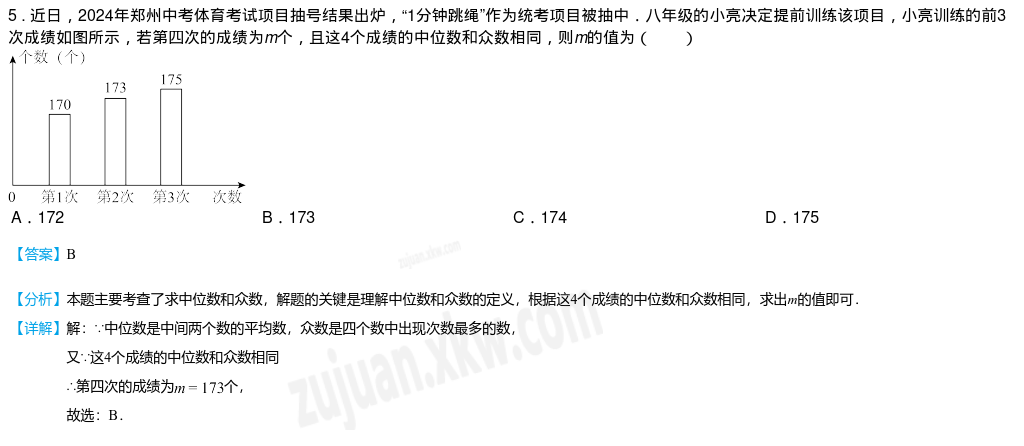 5．近日，2024年郑州中考体育考试项目抽号结果出炉，“1分钟跳绳”作为统考项目被抽中．八年级的小亮决定提前训练该项目，小亮训练的前3
次成绩如图所示，若第四次的成绩为m个，且这4个成绩的中位数和众数相同，则m的值为（　　）
个数（个）
175
173
170
0 第1次 第2次 第3次 次数
A．172 B．173 C．174 D．175
【答案】B
zujuan.xkw.com
【分析】本题主要考查了求中位数和众数，解题的关键是理解中位数和众数的定义，根据这4个成绩的中位数和众数相同，求出m的值即可．
【详解】解：∵中位数是中间两个数的平均数，众数是四个数中出现次数最多的数，
又∵这4个成绩的中位数和众数相同
∴第四次的成绩为m＝173个，
故选：B．
zujuan.xkw.com